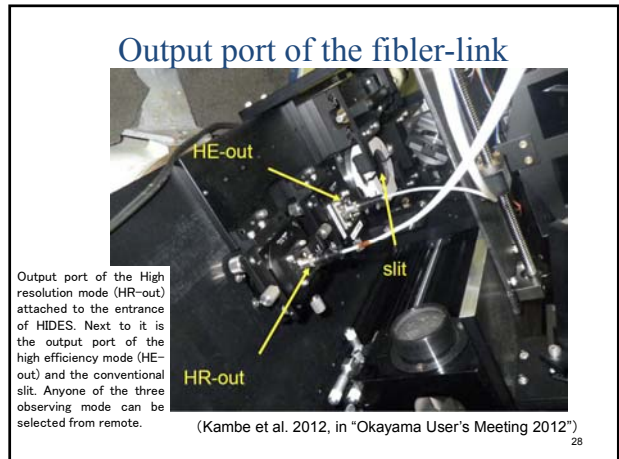 Output port of the fibler-link
HE-out
slit
HR-out
Output port of the High
resolution mode (HR-out)
attached to the entrance
of HIDES. Next to it is
the output port of the
high efficiency mode (HE-
out) and the conventional
slit. Anyone of the three
observing mode can be
selected from remote.
(Kambe et al. 2012, in “Okayama User’s Meeting 2012”)
28